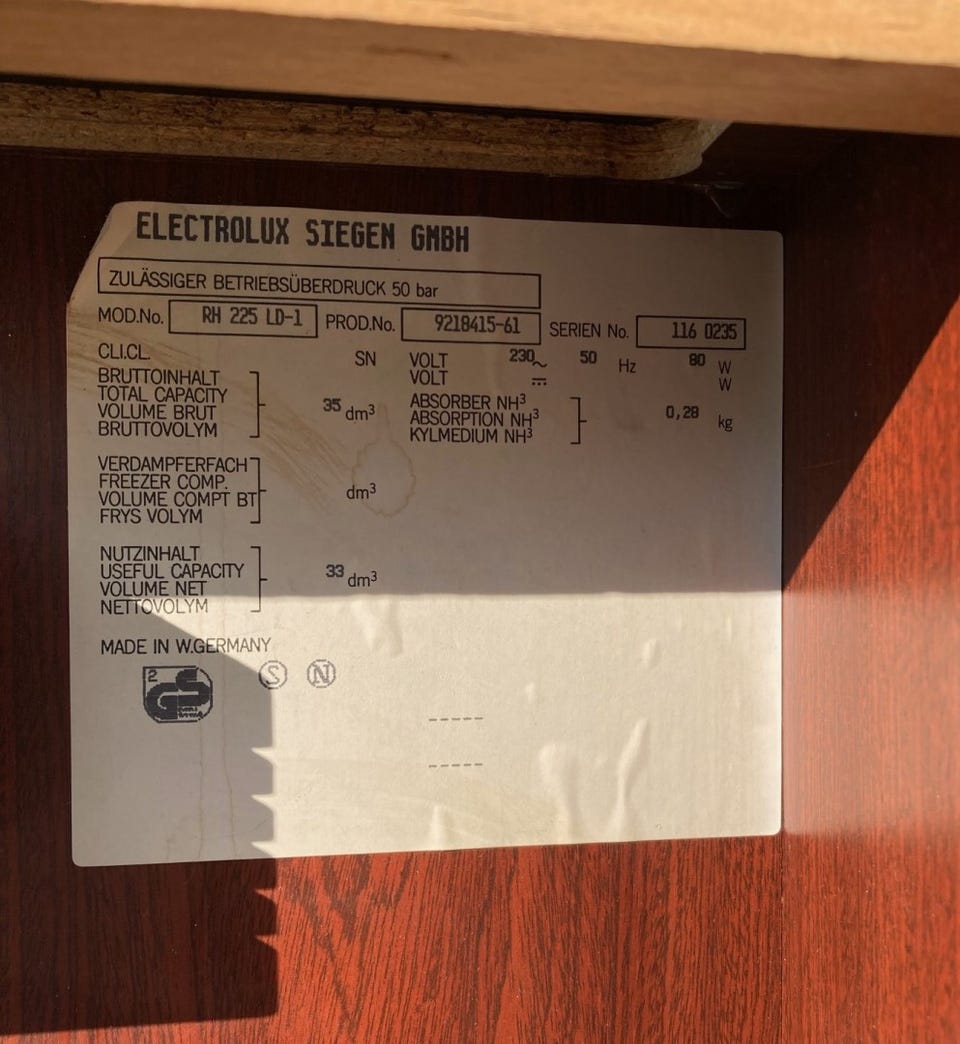 ELECTROLUX SIEGEN GMBH
ZULÄSSIGER BETRIEBSÜBERDRUCK 50 bar
MOD.No. RH 225 LD-1 PROD.No. 9218415-61 SERIEN No. 116 0235
CLI.CL. SN VOLT 230~ 50 Hz 80 W
VOLT ⎓ W
BRUTTOINHALT
TOTAL CAPACITY
VOLUME BRUT
BRUTTOVOLYM
35 dm³
ABSORBER NH³
ABSORPTION NH³
KYLMEDIUM NH³
0,28 kg
VERDAMPFERFACH
FREEZER COMP.
VOLUME COMPT BT
FRYS VOLYM
dm³
NUTZINHALT
USEFUL CAPACITY
VOLUME NET
NETTOVOLYM
33 dm³
MADE IN W.GERMANY
2 GS S N
-----
-----